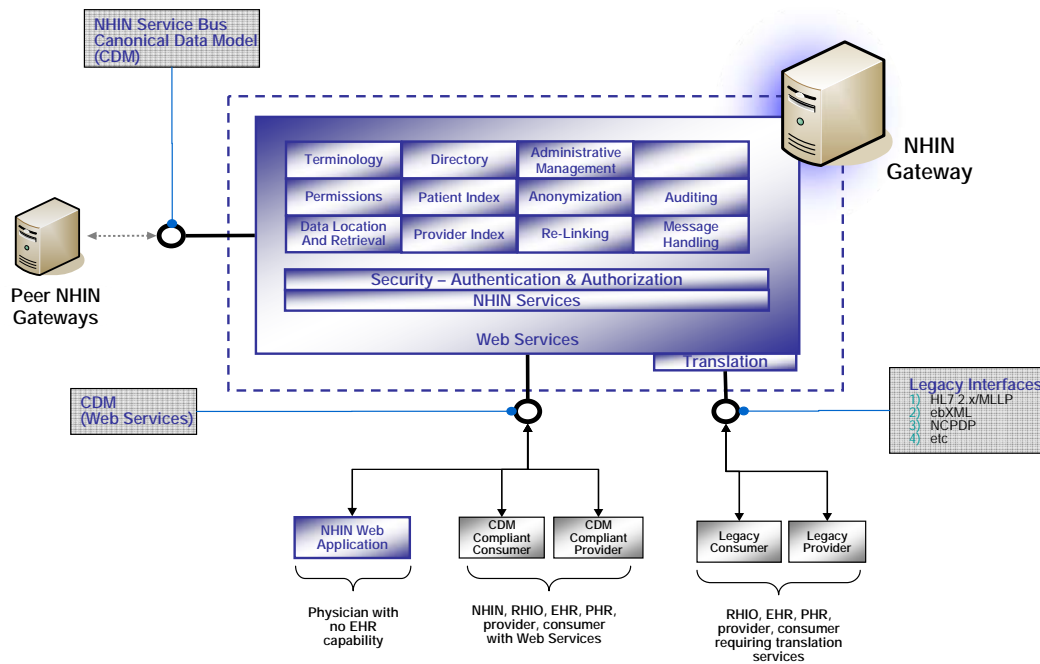 NHIN Service Bus
Canonical Data Model
(CDM)
NHIN
Gateway
Terminology
Directory
Administrative
Management
Permissions
Patient Index
Anonymization
Auditing
Data Location
And Retrieval
Provider Index
Re-Linking
Message
Handling
Security – Authentication & Authorization
NHIN Services
Web Services
Translation
Peer NHIN
Gateways
CDM
(Web Services)
Legacy Interfaces
1) HL7 2.x/MLLP
2) ebXML
3) NCPDP
4) etc
NHIN Web
Application
CDM
Compliant
Consumer
CDM
Compliant
Provider
Legacy
Consumer
Legacy
Provider
Physician with
no EHR
capability
NHIN, RHIO, EHR, PHR,
provider, consumer
with Web Services
RHIO, EHR, PHR,
provider, consumer
requiring translation
services